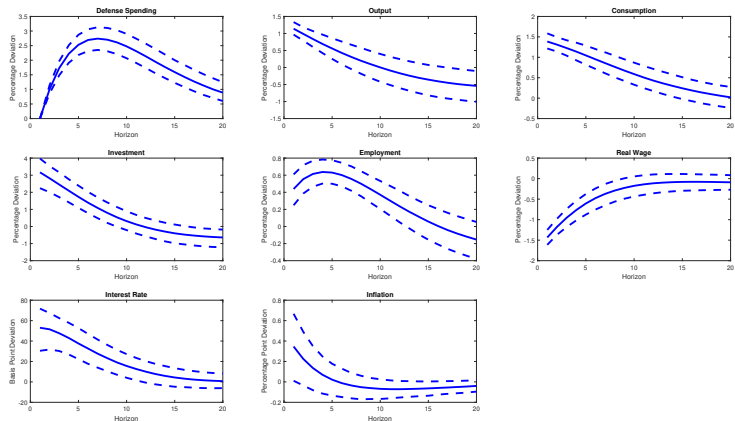 Defense Spending
3.5
3
2.5
2
1.5
1
0.5
0
Percentage Deviation
0 5 10 15 20
Horizon
Output
1.5
1
0.5
0
-0.5
-1
-1.5
Percentage Deviation
0 5 10 15 20
Horizon
Consumption
2
1.5
1
0.5
0
-0.5
Percentage Deviation
0 5 10 15 20
Horizon
Investment
4
3
2
1
0
-1
-2
Percentage Deviation
0 5 10 15 20
Horizon
Employment
0.8
0.6
0.4
0.2
0
-0.2
-0.4
Percentage Deviation
0 5 10 15 20
Horizon
Real Wage
0.5
0
-0.5
-1
-1.5
-2
Percentage Deviation
0 5 10 15 20
Horizon
Interest Rate
80
60
40
20
0
-20
Basis Point Deviation
0 5 10 15 20
Horizon
Inflation
0.8
0.6
0.4
0.2
0
-0.2
Percentage Point Deviation
0 5 10 15 20
Horizon